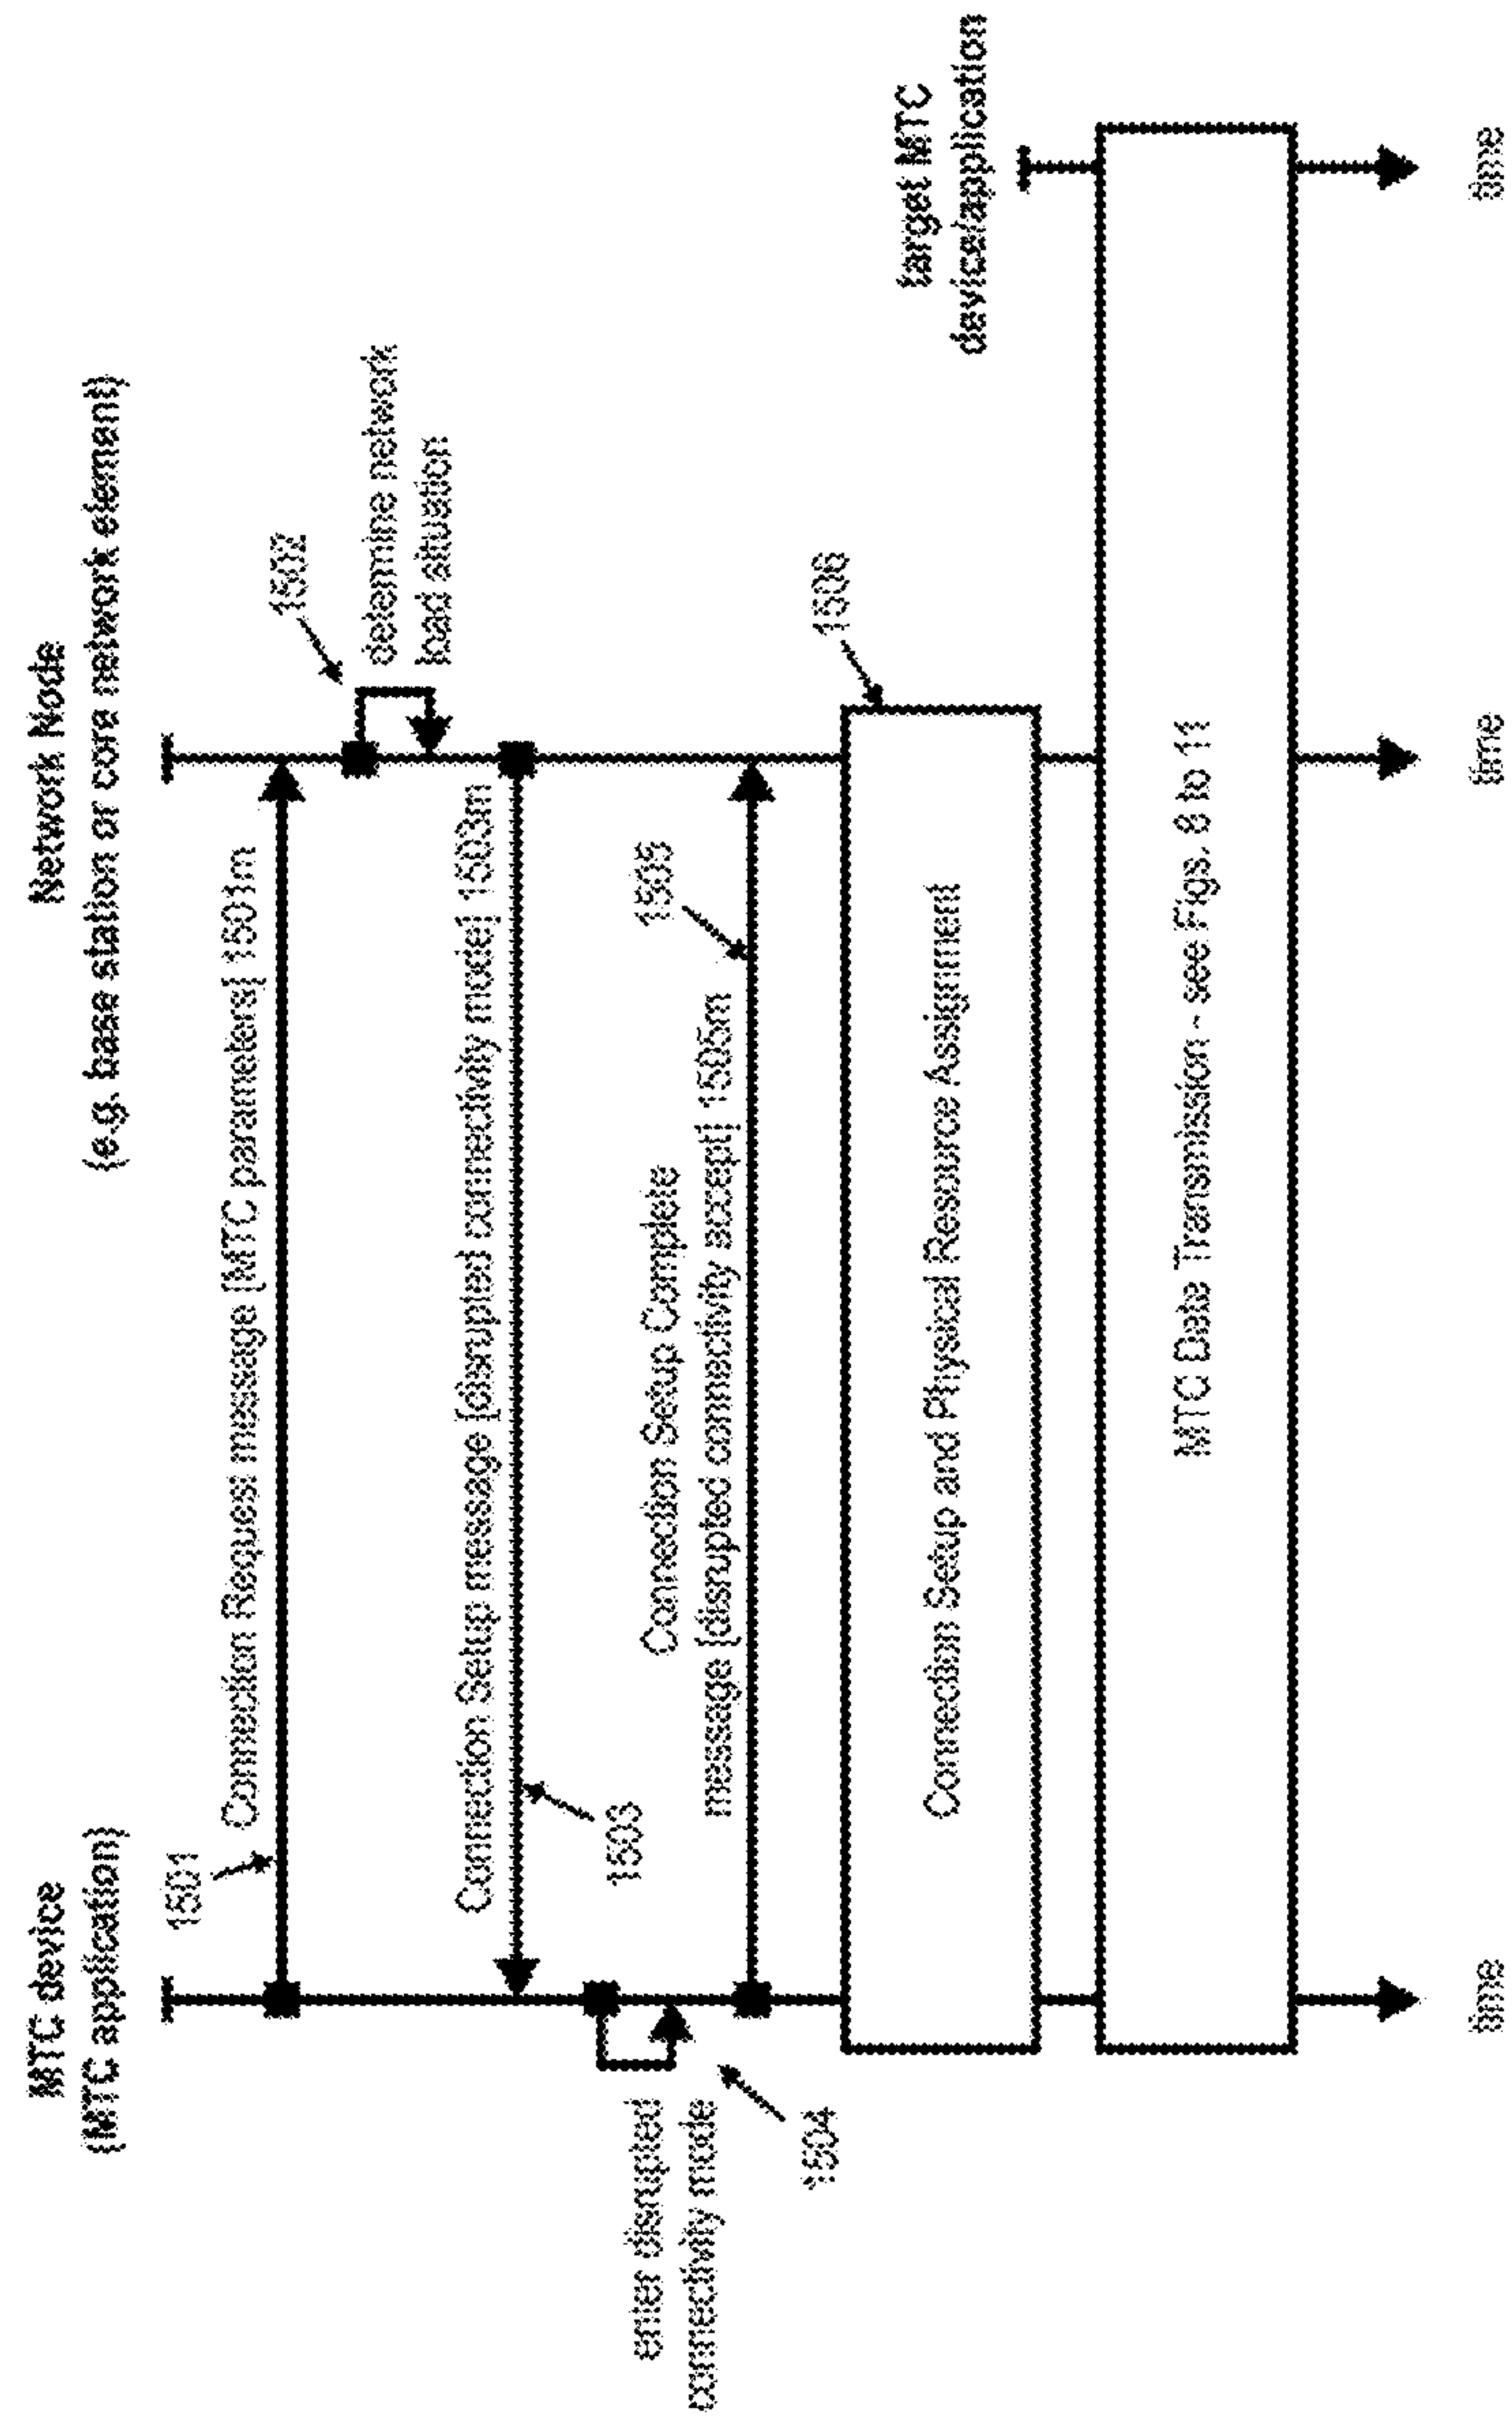 MTC device
(MTC application)
Network Node
(e.g. base station or core network element)
1501
Connection Request message [MTC parameters] 1501m
1502
determine network
load situation
Connection Setup message [disrupted connectivity mode] 1503m
1503
enter disrupted
connectivity mode
1504
Connection Setup Complete
message [disrupted connectivity accept] 1505m
1505
1506
Connection Setup and Physical Resource Assignment
target MTC
device/application
MTC Data Transmission - see Figs. 8 to 11
time
time
time